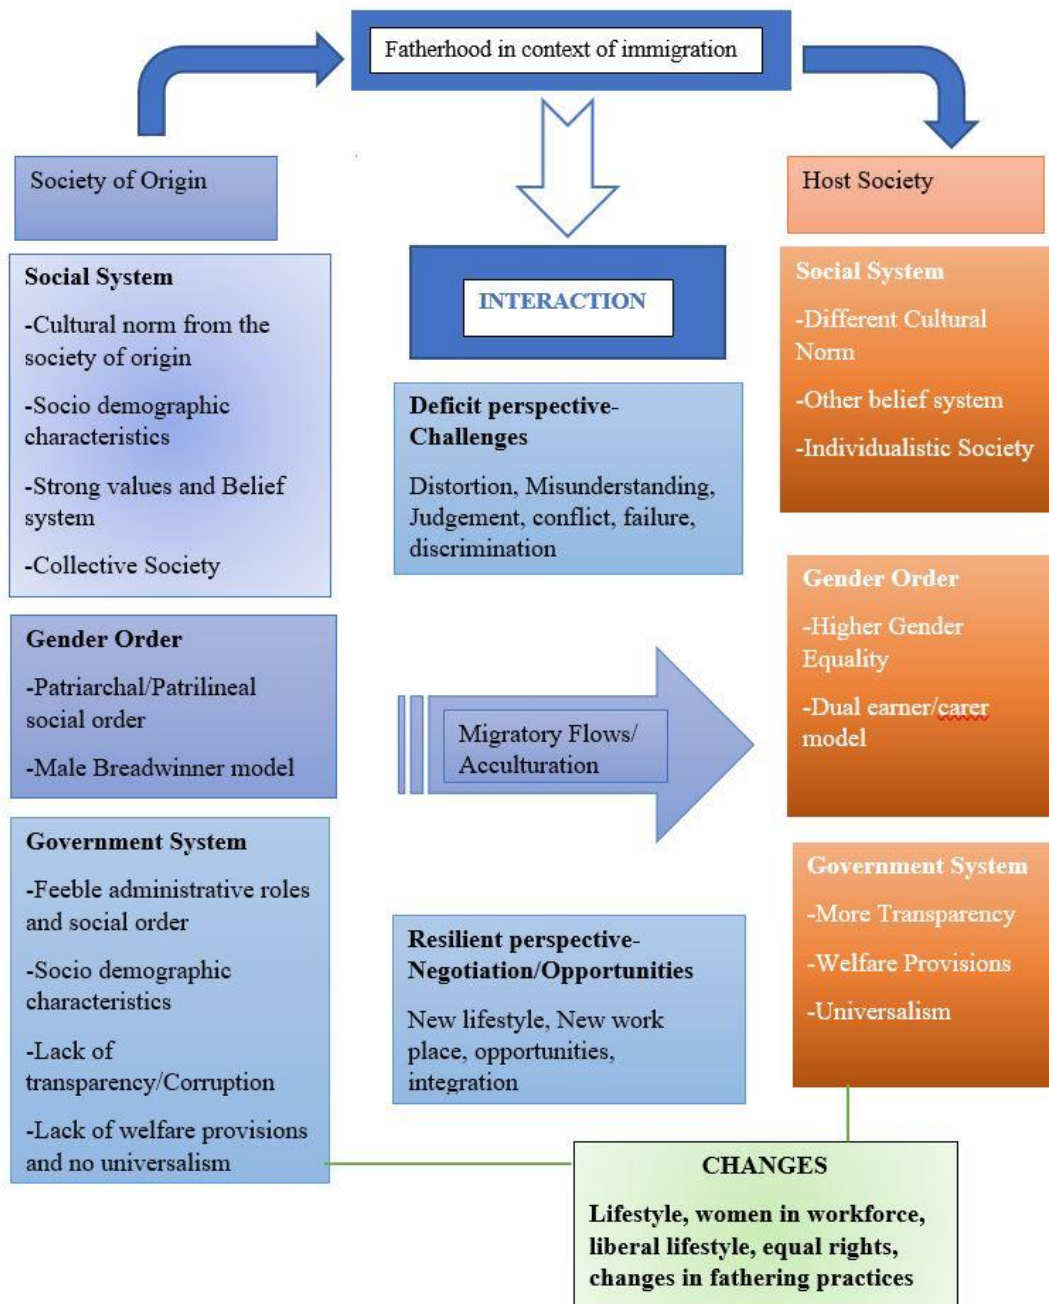 Fatherhood in context of immigration
Society of Origin
Host Society
Social System
-Cultural norm from the
society of origin
-Socio demographic
characteristics
-Strong values and Belief
system
-Collective Society
Gender Order
-Patriarchal/Patrilineal
social order
-Male Breadwinner model
Government System
-Feeble administrative roles
and social order
-Socio demographic
characteristics
-Lack of
transparency/Corruption
-Lack of welfare provisions
and no universalism
INTERACTION
Deficit perspective-
Challenges
Distortion, Misunderstanding,
Judgement, conflict, failure,
discrimination
Migratory Flows/
Acculturation
Resilient perspective-
Negotiation/Opportunities
New lifestyle, New work
place, opportunities,
integration
Social System
-Different Cultural
Norm
-Other belief system
-Individualistic Society
Gender Order
-Higher Gender
Equality
-Dual earner/carer
model
Government System
-More Transparency
-Welfare Provisions
-Universalism
CHANGES
Lifestyle, women in workforce,
liberal lifestyle, equal rights,
changes in fathering practices